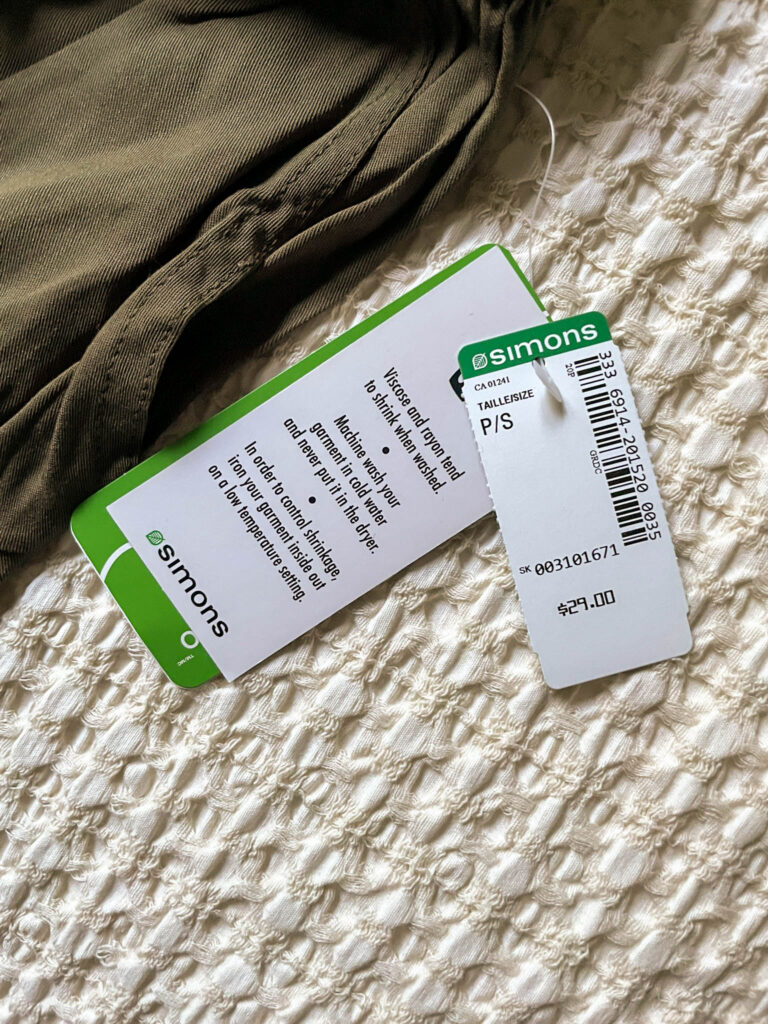 Viscose and rayon tend
to shrink when washed.
•
Machine wash your
garment in cold water
and never put it in the dryer.
•
In order to control shrinkage,
iron your garment inside out
on a low temperature setting.
simons
simons
CA 01241
TAILLE/SIZE
P/S
20P
ORDC
333 6914-201520 0035
SK 003101671
$29.00